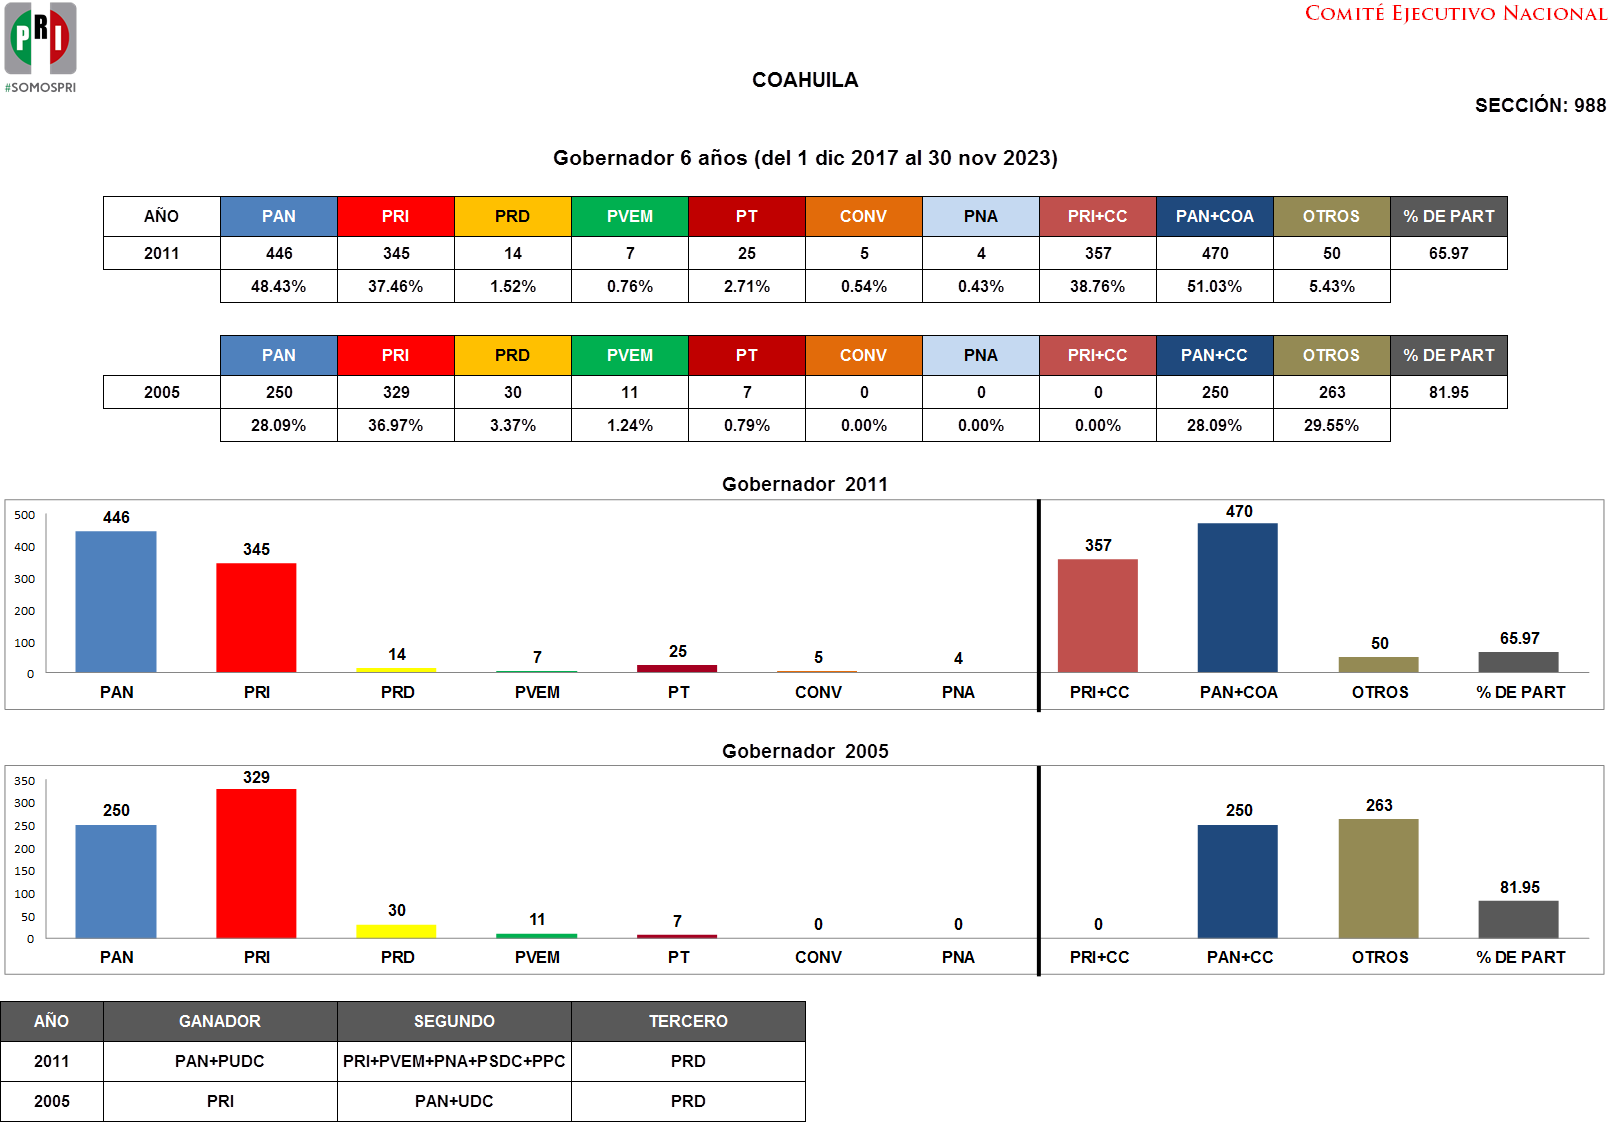 PRI
#SOMOSPRI
COMITÉ EJECUTIVO NACIONAL
COAHUILA
SECCIÓN: 988
Gobernador 6 años (del 1 dic 2017 al 30 nov 2023)
AÑO PAN PRI PRD PVEM PT CONV PNA PRI+CC PAN+COA OTROS % DE PART
2011 446 345 14 7 25 5 4 357 470 50 65.97
48.43% 37.46% 1.52% 0.76% 2.71% 0.54% 0.43% 38.76% 51.03% 5.43%
PAN PRI PRD PVEM PT CONV PNA PRI+CC PAN+CC OTROS % DE PART
2005 250 329 30 11 7 0 0 0 250 263 81.95
28.09% 36.97% 3.37% 1.24% 0.79% 0.00% 0.00% 0.00% 28.09% 29.55%
Gobernador 2011
500
400
300
200
100
0
446 345 14 7 25 5 4 357 470 50 65.97
PAN PRI PRD PVEM PT CONV PNA PRI+CC PAN+COA OTROS % DE PART
Gobernador 2005
350
300
250
200
150
100
50
0
250 329 30 11 7 0 0 0 250 263 81.95
PAN PRI PRD PVEM PT CONV PNA PRI+CC PAN+CC OTROS % DE PART
AÑO GANADOR SEGUNDO TERCERO
2011 PAN+PUDC PRI+PVEM+PNA+PSDC+PPC PRD
2005 PRI PAN+UDC PRD